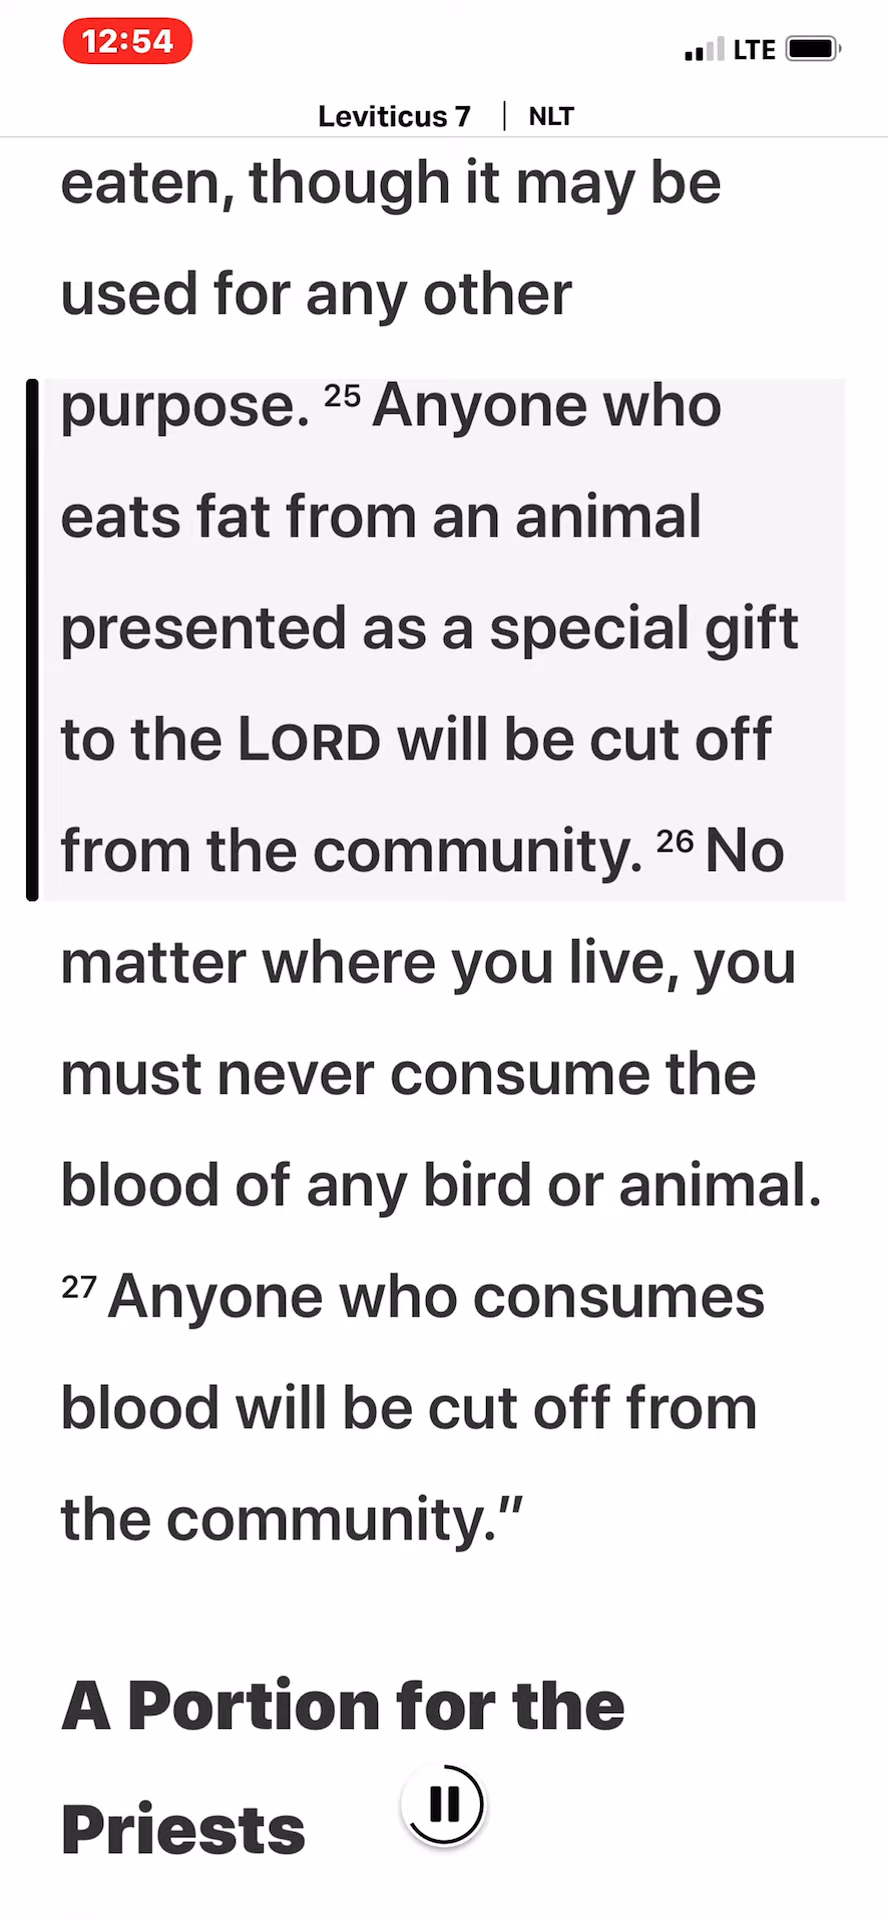 12:54
LTE
Leviticus 7 | NLT
eaten, though it may be
used for any other
purpose. 25 Anyone who
eats fat from an animal
presented as a special gift
to the LORD will be cut off
from the community. 26 No
matter where you live, you
must never consume the
blood of any bird or animal.
27 Anyone who consumes
blood will be cut off from
the community."
A Portion for the
Priests